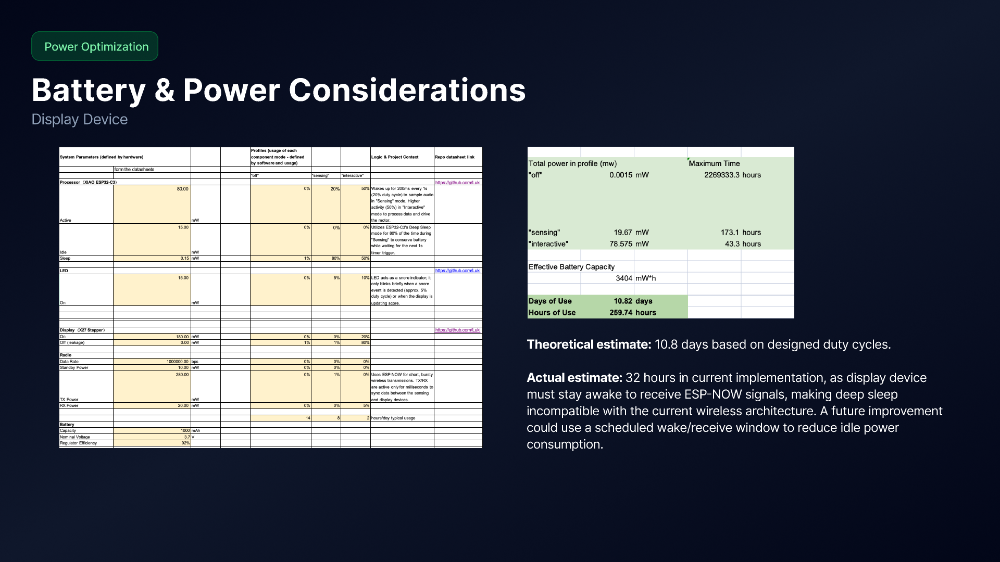 Power Optimization
Battery & Power Considerations
Display Device
System Parameters (defined by hardware)
Profiles (usage of each
component mode - defined
by software and usage)
Logic & Project Context
Repo datasheet link
form the datasheets
"off" "sensing" "interactive"
Processor（XIAO ESP32-C3）
https://github.com/Luki
Active 80.00 mW 0% 20% 50%
Wakes up for 200ms every 1s
(20% duty cycle) to sample audio
in "Sensing" mode. Higher
activity (50%) in "Interactive"
mode to process data and drive
the motor.
Idle 15.00 mW 0% 0% 0%
Utilizes ESP32-C3's Deep Sleep
mode for 80% of the time during
"Sensing" to conserve battery
while waiting for the next 1s
timer trigger.
Sleep 0.15 mW 1% 80% 50%
LED
https://github.com/Luki
On 15.00 mW 0% 5% 10%
LED acts as a snore indicator; it
only blinks briefly when a snore
event is detected (approx. 5%
duty cycle) or when the display is
updating score.
Display（X27 Stepper）
https://github.com/Luki
On 180.00 mW 0% 0% 20%
Off (leakage) 0.00 mW 1% 1% 80%
Radio
Data Rate 1000000.00 bps 0% 0% 0%
Standby Power 10.00 mW 0% 0% 0%
TX Power 280.00 mW 0% 1% 0%
Uses ESP-NOW for short, bursty
wireless transmissions. TX/RX
are active only for milliseconds to
sync data between the sensing
and display devices.
RX Power 20.00 mW 0% 0% 5%
14 8 2 hours/day typical usage
Battery
Capacity 1000 mAh
Nominal Voltage 3.7 V
Regulator Efficiency 92%
Total power in profile (mw) Maximum Time
"off" 0.0015 mW 2269333.3 hours
"sensing" 19.67 mW 173.1 hours
"interactive" 78.575 mW 43.3 hours
Effective Battery Capacity
3404 mW*h
Days of Use 10.82 days
Hours of Use 259.74 hours
Theoretical estimate: 10.8 days based on designed duty cycles.
Actual estimate: 32 hours in current implementation, as display device
must stay awake to receive ESP-NOW signals, making deep sleep
incompatible with the current wireless architecture. A future improvement
could use a scheduled wake/receive window to reduce idle power
consumption.